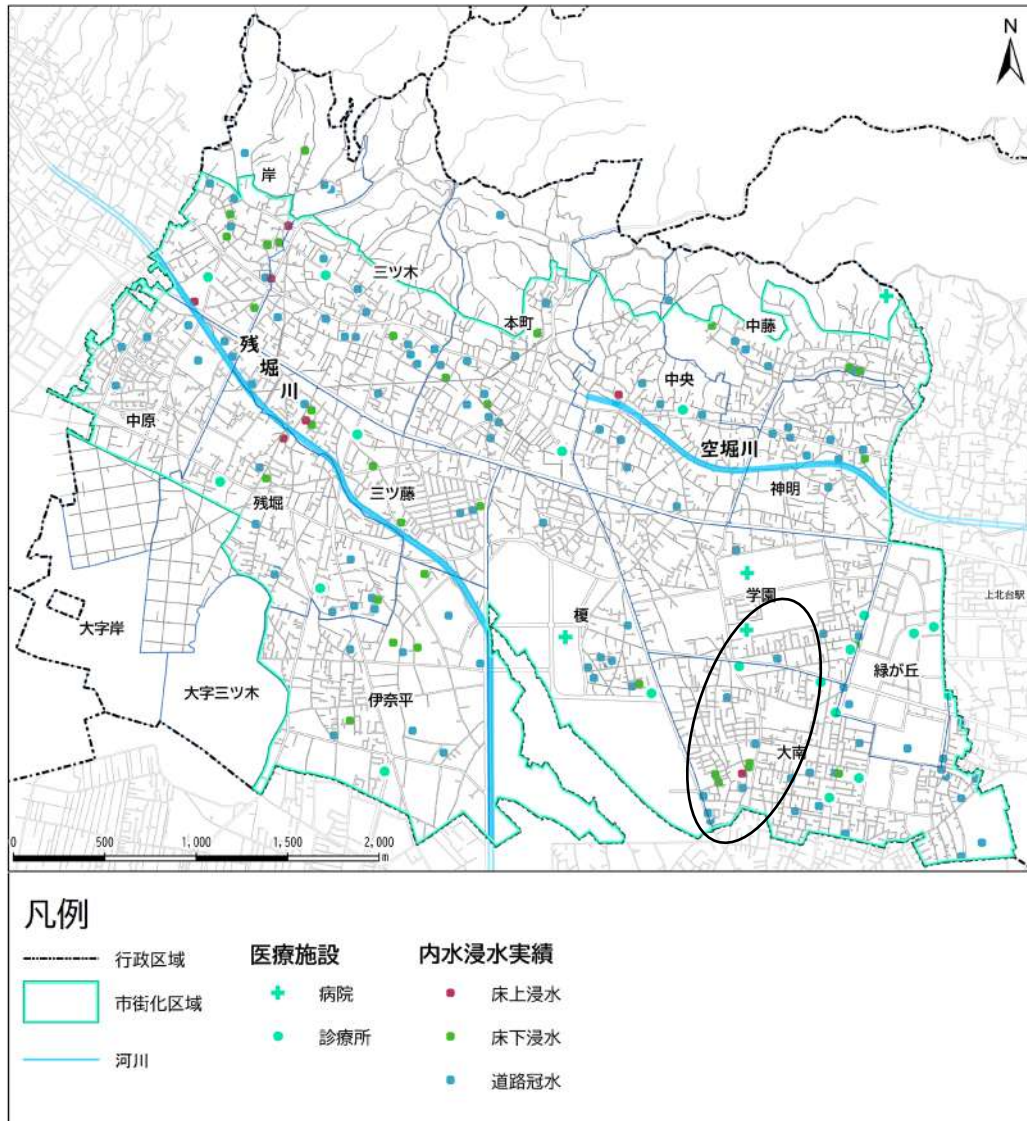 N
岸
三ツ木
本町
中藤
残
堀
川
中央
中原
空堀川
神明
三ツ藤
残堀
学園
上北台駅
榎
大字岸
緑が丘
大字三ツ木
伊奈平
大南
0 500 1,000 1,500 2,000
m
凡例
行政区域
市街化区域
河川
医療施設
病院
診療所
内水浸水実績
床上浸水
床下浸水
道路冠水